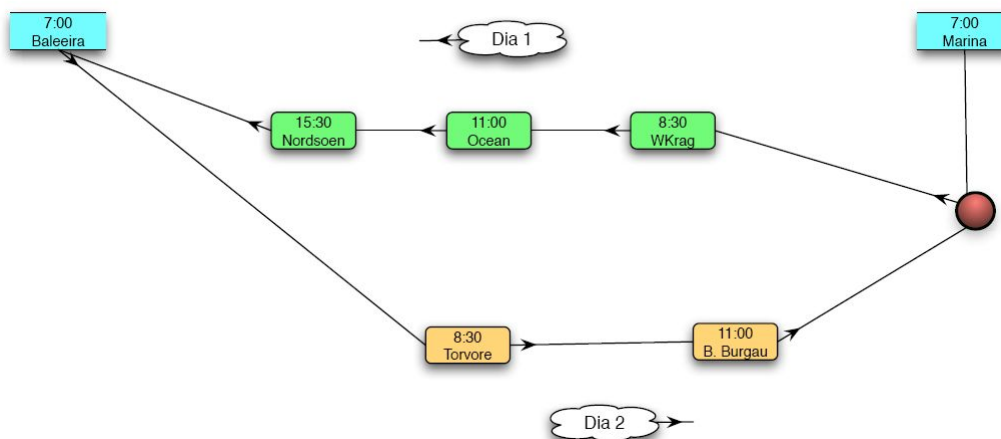 7:00
Baleeira
Dia 1
7:00
Marina
15:30
Nordsoen
11:00
Ocean
8:30
WKrag
8:30
Torvore
11:00
B. Burgau
Dia 2